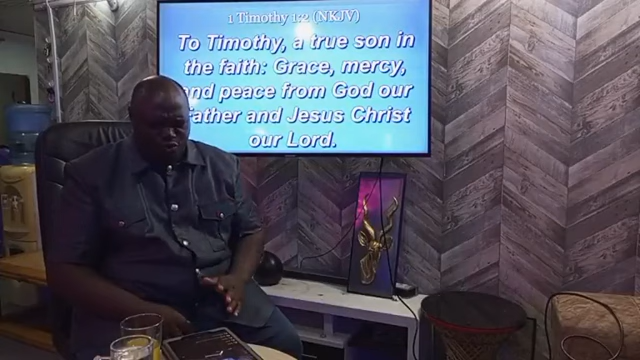 1 Timothy 1:2 (NKJV)
To Timothy, a true son in
the faith: Grace, mercy,
and peace from God our
Father and Jesus Christ
our Lord.